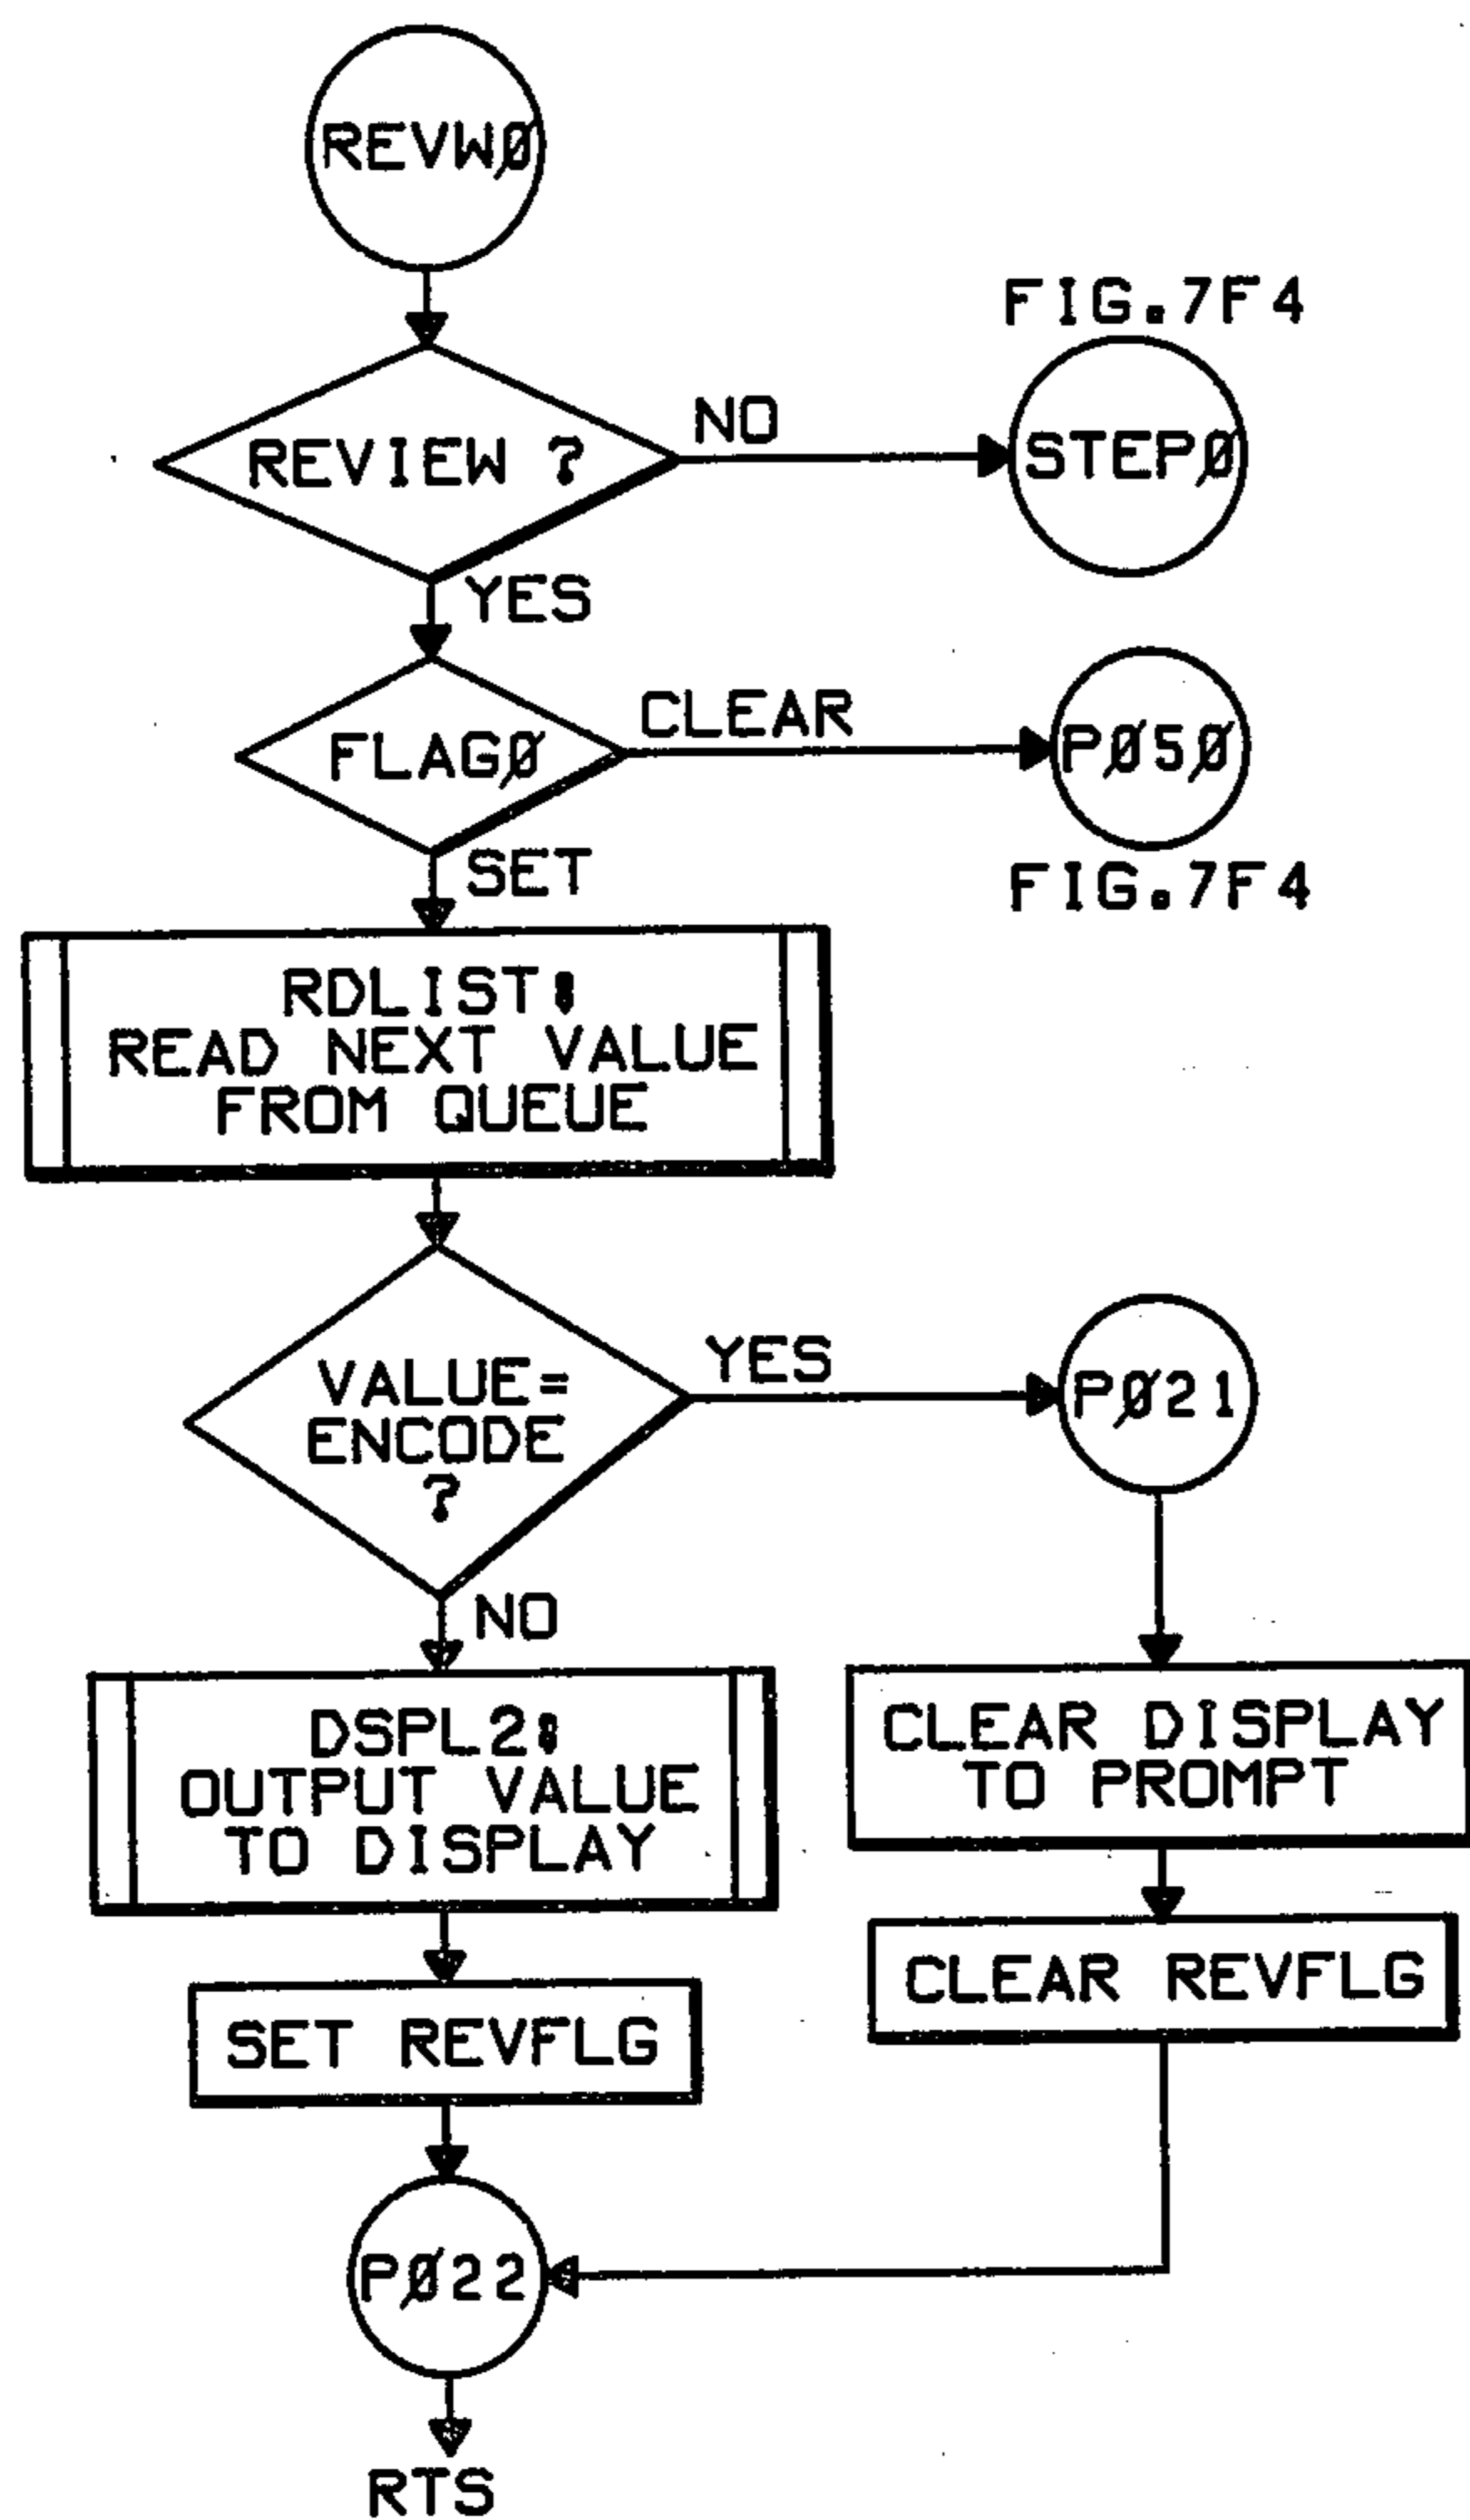 REVWØ
FIG.7F4
REVIEW ?
NO
STEPØ
YES
FLAGØ
CLEAR
PØ5Ø
FIG.7F4
SET
RDLIST:
READ NEXT VALUE
FROM QUEUE
VALUE=
ENCODE
?
YES
PØ21
NO
DSPL2:
OUTPUT VALUE
TO DISPLAY
CLEAR DISPLAY
TO PROMPT
SET REVFLG
CLEAR REVFLG
PØ22
RTS